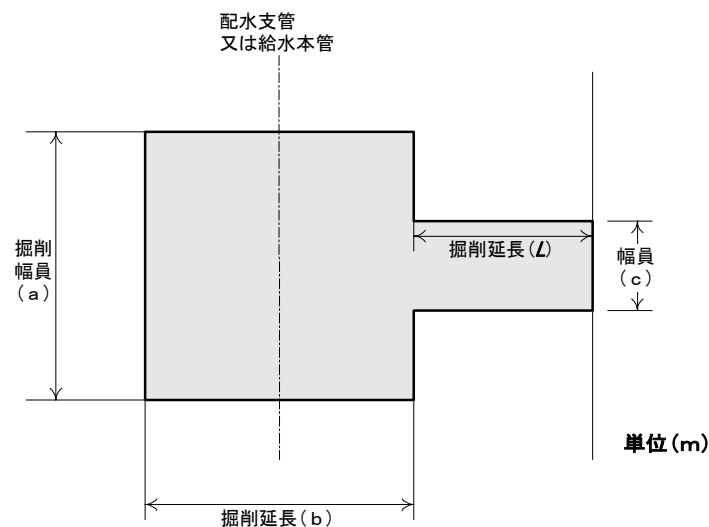 配水支管
又は給水本管
掘削
幅員
(a)
掘削延長(L)
幅員
(c)
単位(m)
掘削延長(b)